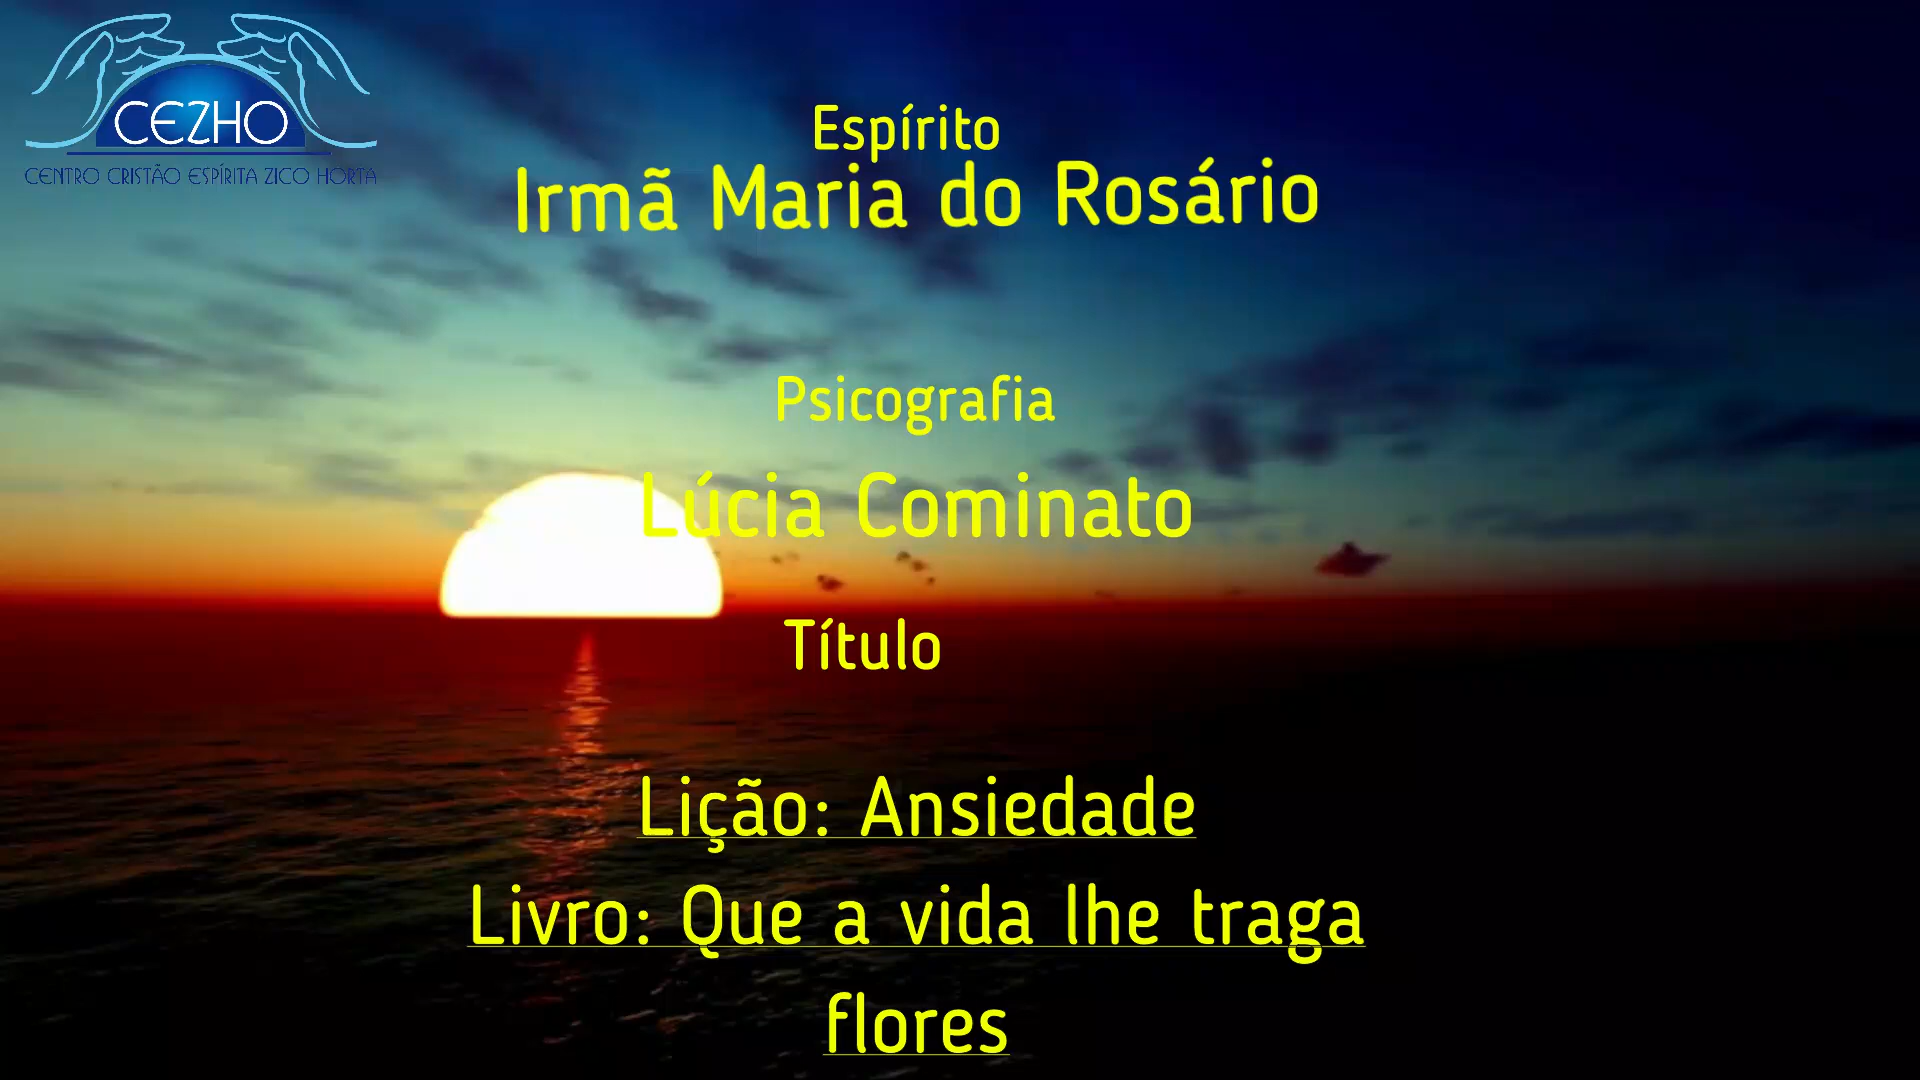 CEZHO
CENTRO CRISTÃO ESPÍRITA ZICO HORTA
Espírito
Irmã Maria do Rosário
Psicografia
Lúcia Cominato
Título
Lição: Ansiedade
Livro: Que a vida lhe traga
flores